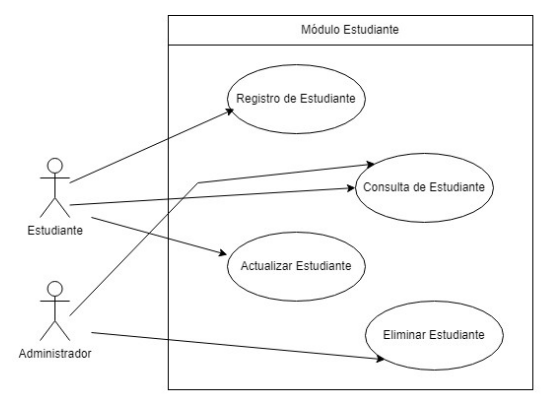 Módulo Estudiante
Registro de Estudiante
Consulta de Estudiante
Estudiante
Actualizar Estudiante
Eliminar Estudiante
Administrador